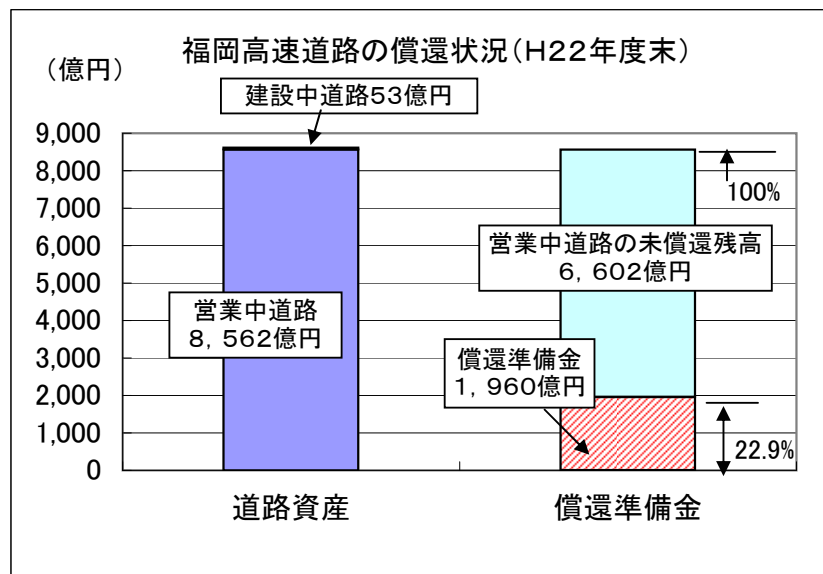 福岡高速道路の償還状況（Ｈ２２年度末）
（億円）
建設中道路５３億円
9,000
8,000
7,000
6,000
5,000
4,000
3,000
2,000
1,000
0
100%
営業中道路の未償還残高
６，６０２億円
営業中道路
８，５６２億円
償還準備金
１，９６０億円
22.9%
道路資産
償還準備金